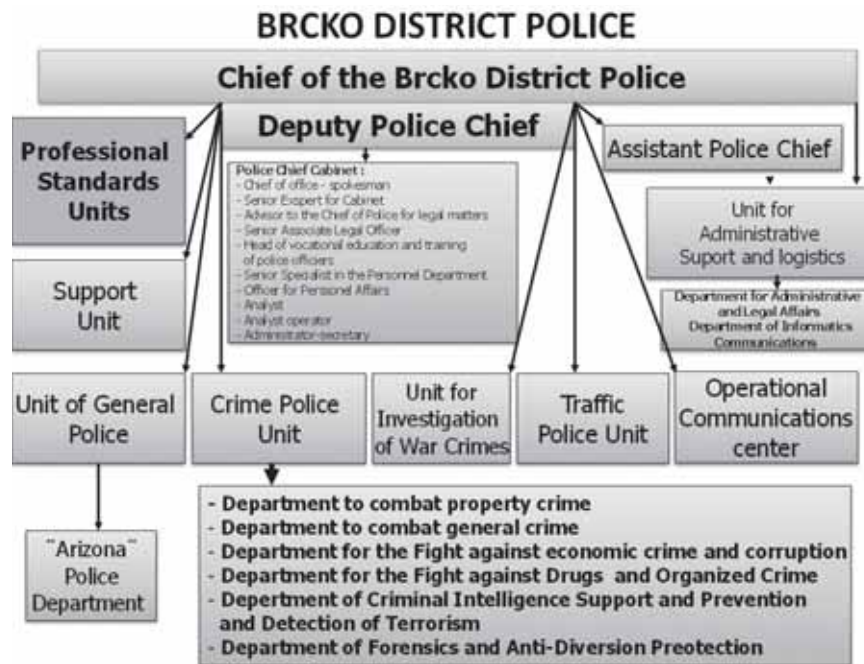 BRCKO DISTRICT POLICE
Chief of the Brcko District Police
Deputy Police Chief
Professional
Standards
Units
Police Chief Cabinet :
- Chief of office - spokesman
- Senior Exspert for Cabinet
- Advisor to the Chief of Police for legal matters
- Senior Associate Legal Officer
- Head of vocational education and training
of police officers
- Senior Specialist in the Personnel Department
- Officer for Personel Affairs
- Analyst
- Analyst operator
- Administrator-secretary
Assistant Police Chief
Unit for
Administrative
Suport and logistics
Department for Administrative
and Legal Affairs
Department of Informatics
Communications
Support
Unit
Unit of General
Police
Crime Police
Unit
Unit for
Investigation
of War Crimes
Traffic
Police Unit
Operational
Communications
center
"Arizona"
Police
Department
- Department to combat property crime
- Department to combat general crime
- Department for the Fight against economic crime and corruption
- Department for the Fight against Drugs and Organized Crime
- Depertment of Criminal Intelligence Support and Prevention
and Detection of Terrorism
- Department of Forensics and Anti-Diversion Preotection